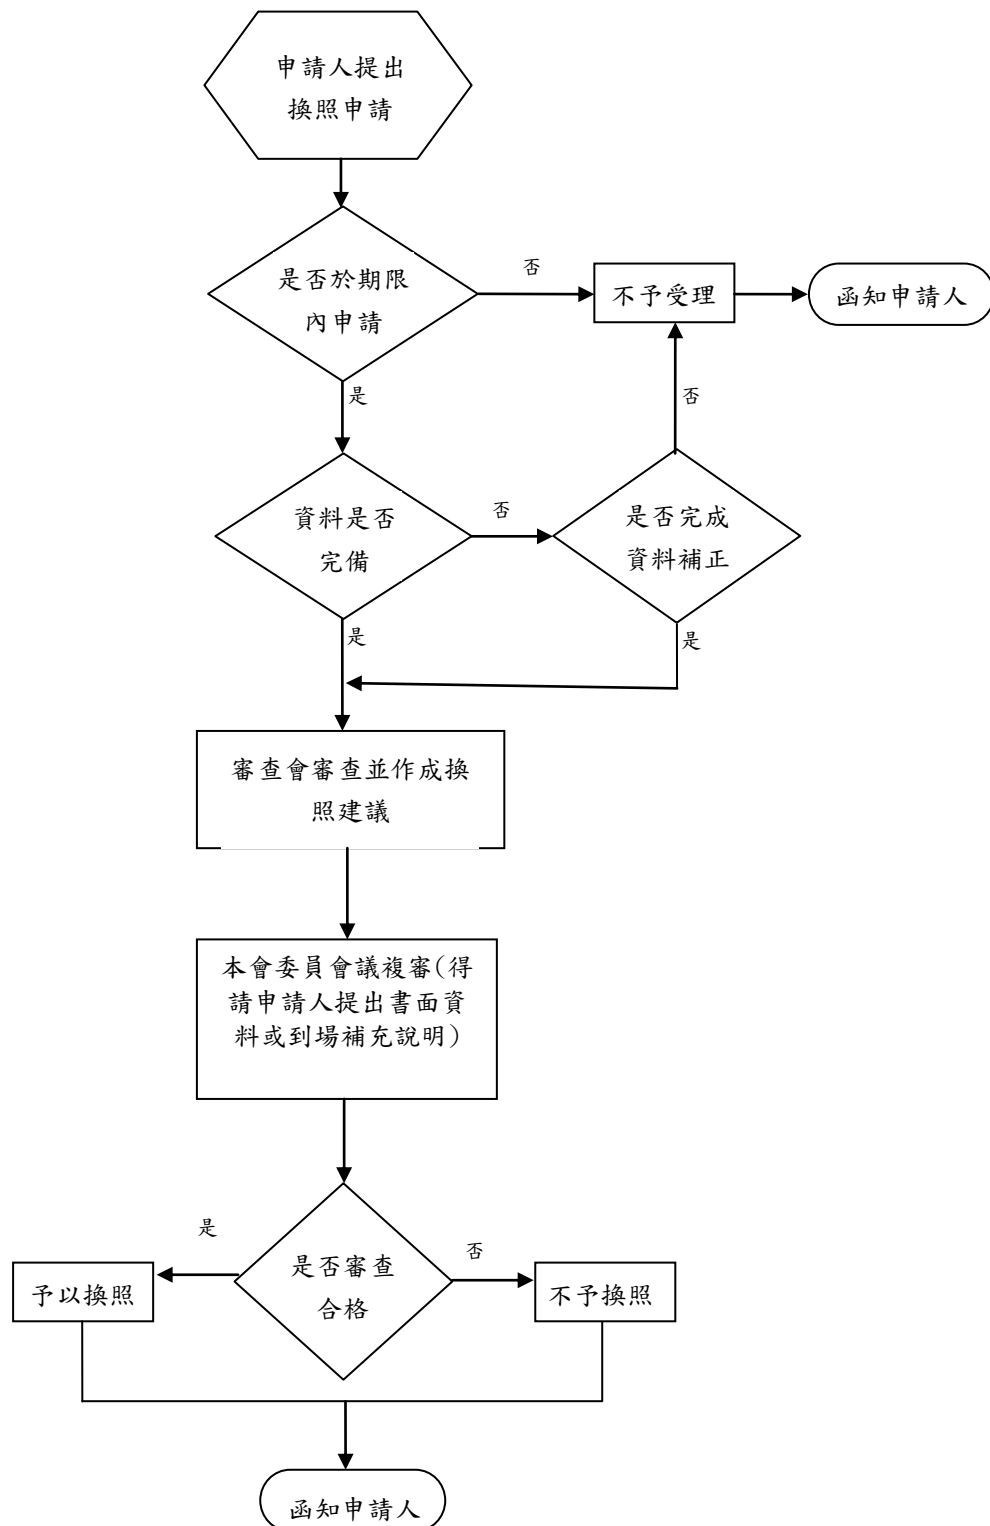 申請人提出
換照申請
是否於期限
內申請
否
不予受理
函知申請人
是
否
資料是否
完備
否
是否完成
資料補正
是
是
審查會審查並作成換
照建議
本會委員會議複審(得
請申請人提出書面資
料或到場補充說明)
是否審查
合格
是
否
予以換照
不予換照
函知申請人